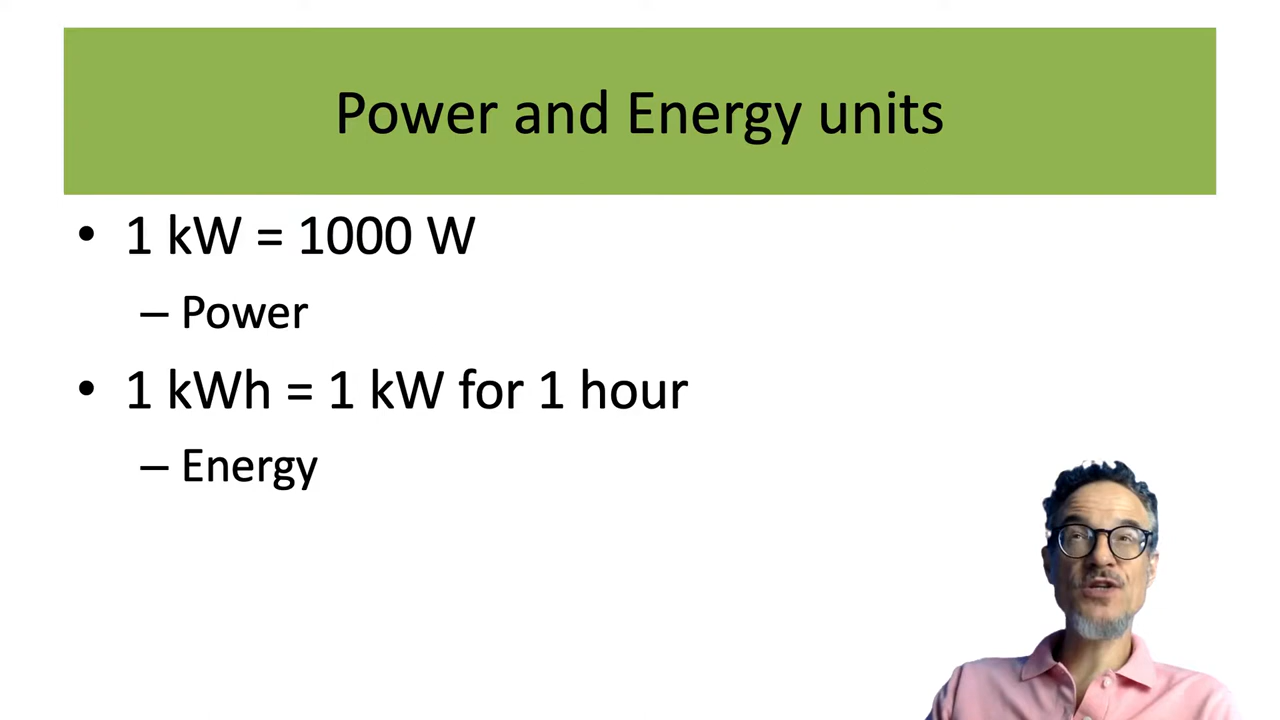 Power and Energy units
• 1 kW = 1000 W
– Power
• 1 kWh = 1 kW for 1 hour
– Energy